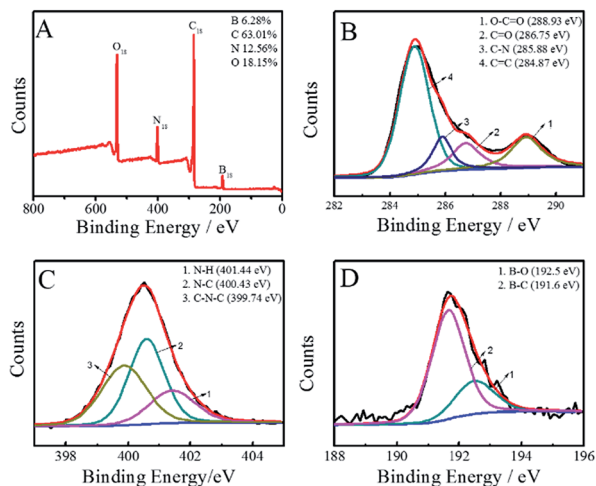 A
B 6.28%
C 63.01%
N 12.56%
O 18.15%
O1S
N1S
C1S
B1S
Counts
800 600 400 200 0
Binding Energy / eV
B
1. O-C=O (288.93 eV)
2. C=O (286.75 eV)
3. C-N (285.88 eV)
4. C=C (284.87 eV)
4
3
2
1
Counts
282 284 286 288 290
Binding Energy / eV
C
1. N-H (401.44 eV)
2. N-C (400.43 eV)
3. C-N-C (399.74 eV)
3
2
1
Counts
398 400 402 404
Binding Energy/eV
D
1. B-O (192.5 eV)
2. B-C (191.6 eV)
2
1
Counts
188 190 192 194 196
Binding Energy / eV